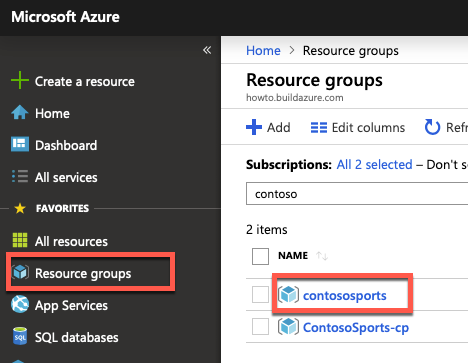 Microsoft Azure
«
Create a resource
Home
Dashboard
All services
FAVORITES
All resources
Resource groups
App Services
SQL databases
Home > Resource groups
Resource groups
howto.buildazure.com
Add Edit columns Refr
Subscriptions: All 2 selected – Don't s
contoso
2 items
NAME ↑↓
contososports
ContosoSports-cp